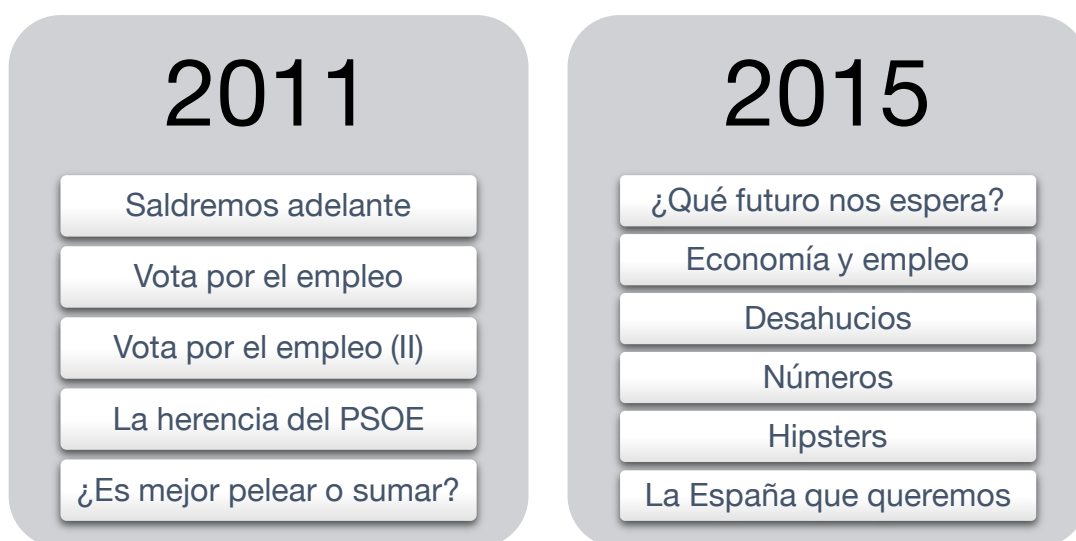 2011
Saldremos adelante
Vota por el empleo
Vota por el empleo (II)
La herencia del PSOE
¿Es mejor pelear o sumar?
2015
¿Qué futuro nos espera?
Economía y empleo
Desahucios
Números
Hipsters
La España que queremos